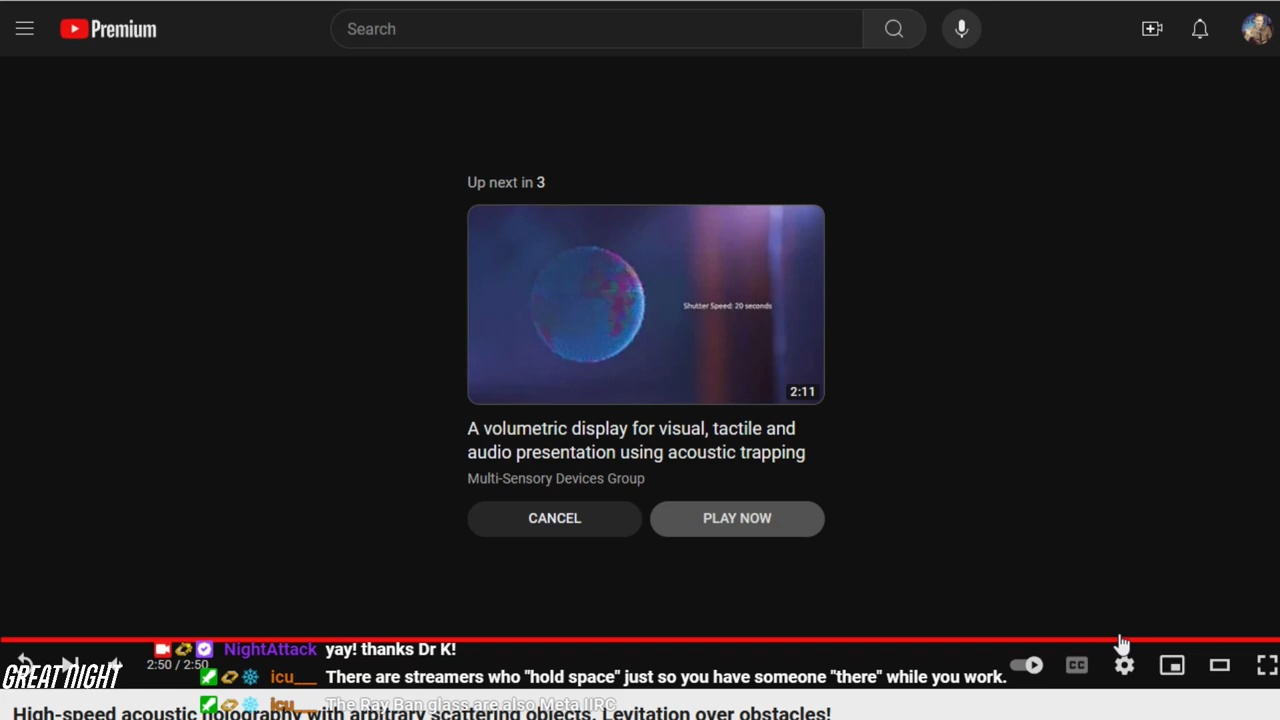 Premium
Search
Up next in 3
Shutter Speed: 20 seconds
2:11
A volumetric display for visual, tactile and
audio presentation using acoustic trapping
Multi-Sensory Devices Group
CANCEL
PLAY NOW
NightAttack yay! thanks Dr K!
2:50 / 2:50
CC
GREAT NIGHT
icu___ There are streamers who "hold space" just so you have someone "there" while you work.
icu___ The Ray Ban glass are also Meta IIRC
High-speed acoustic holography with arbitrary scattering objects. Levitation over obstacles!